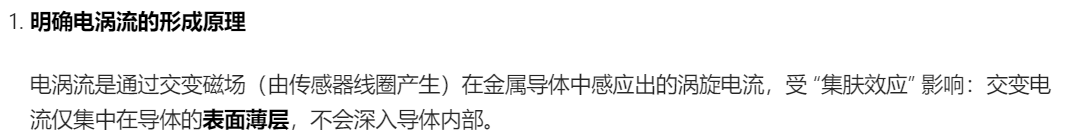 1. 明确电涡流的形成原理
电涡流是通过交变磁场（由传感器线圈产生）在金属导体中感应出的涡旋电流，受 “集肤效应” 影响：交变电
流仅集中在导体的表面薄层，不会深入导体内部。